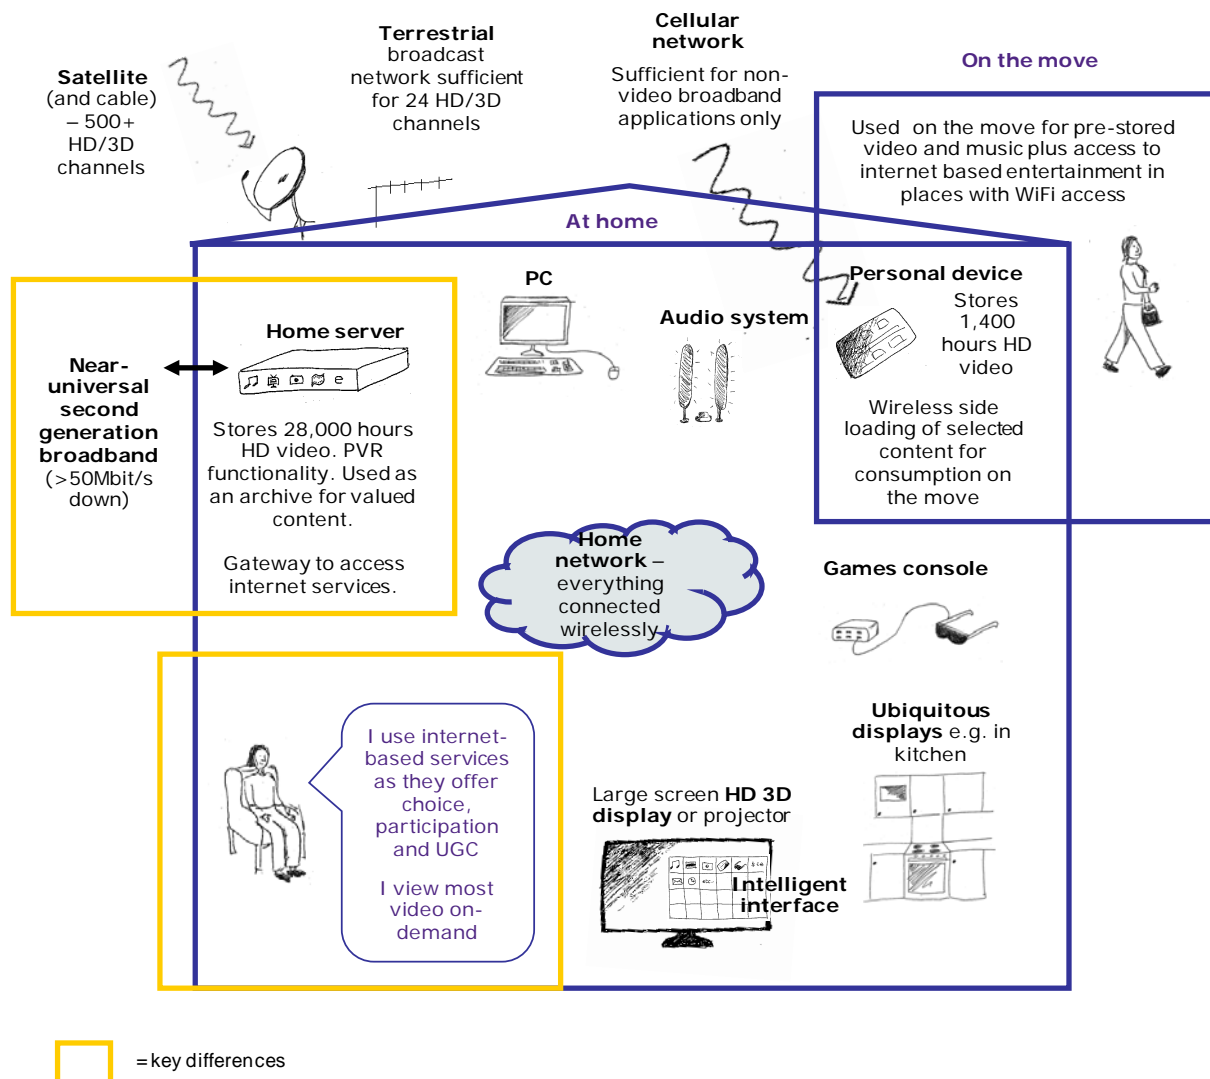 Satellite
(and cable)
– 500+
HD/3D
channels
Terrestrial
broadcast
network sufficient
for 24 HD/3D
channels
Cellular
network
Sufficient for non-
video broadband
applications only
On the move
Used on the move for pre-stored
video and music plus access to
internet based entertainment in
places with WiFi access
At home
Near-
universal
second
generation
broadband
(>50Mbit/s
down)
Home server
e
Stores 28,000 hours
HD video. PVR
functionality. Used as
an archive for valued
content.
Gateway to access
internet services.
PC
Audio system
Personal device
Stores
1,400
hours HD
video
Wireless side
loading of selected
content for
consumption on
the move
Home
network –
everything
connected
wirelessly
Games console
Ubiquitous
displays e.g. in
kitchen
I use internet-
based services
as they offer
choice,
participation
and UGC
I view most
video on-
demand
Large screen HD 3D
display or projector
etc..
Intelligent
interface
=key differences